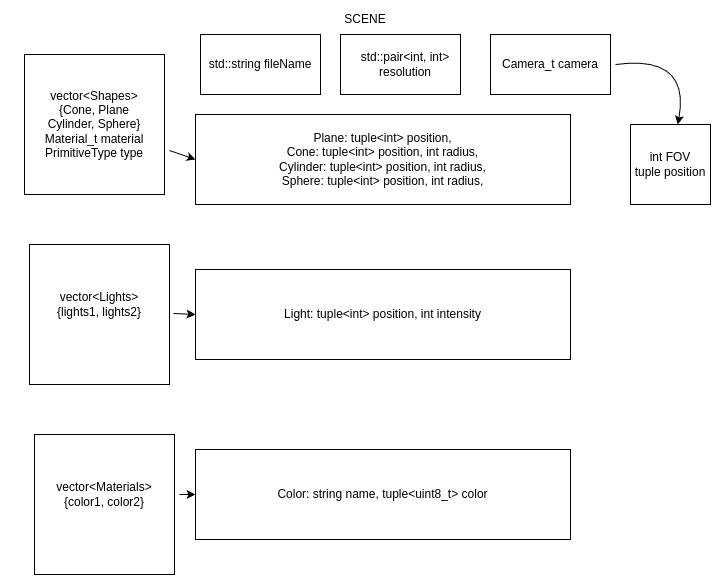 SCENE
std::string fileName
std::pair<int, int>
resolution
Camera_t camera
vector<Shapes>
{Cone, Plane
Cylinder, Sphere}
Material_t material
PrimitiveType type
Plane: tuple<int> position,
Cone: tuple<int> position, int radius,
Cylinder: tuple<int> position, int radius,
Sphere: tuple<int> position, int radius,
int FOV
tuple position
vector<Lights>
{lights1, lights2}
Light: tuple<int> position, int intensity
vector<Materials>
{color1, color2}
Color: string name, tuple<uint8_t> color